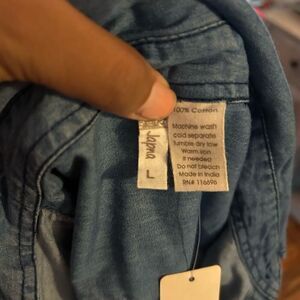 Japna
L
100% Cotton
Machine wash
cold separate
Tumble dry low
Warm iron
if needed
Do not bleach
Made in India
RN# 116696